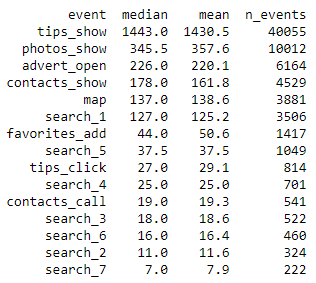 event median mean n_events
tips_show 1443.0 1430.5 40055
photos_show 345.5 357.6 10012
advert_open 226.0 220.1 6164
contacts_show 178.0 161.8 4529
map 137.0 138.6 3881
search_1 127.0 125.2 3506
favorites_add 44.0 50.6 1417
search_5 37.5 37.5 1049
tips_click 27.0 29.1 814
search_4 25.0 25.0 701
contacts_call 19.0 19.3 541
search_3 18.0 18.6 522
search_6 16.0 16.4 460
search_2 11.0 11.6 324
search_7 7.0 7.9 222